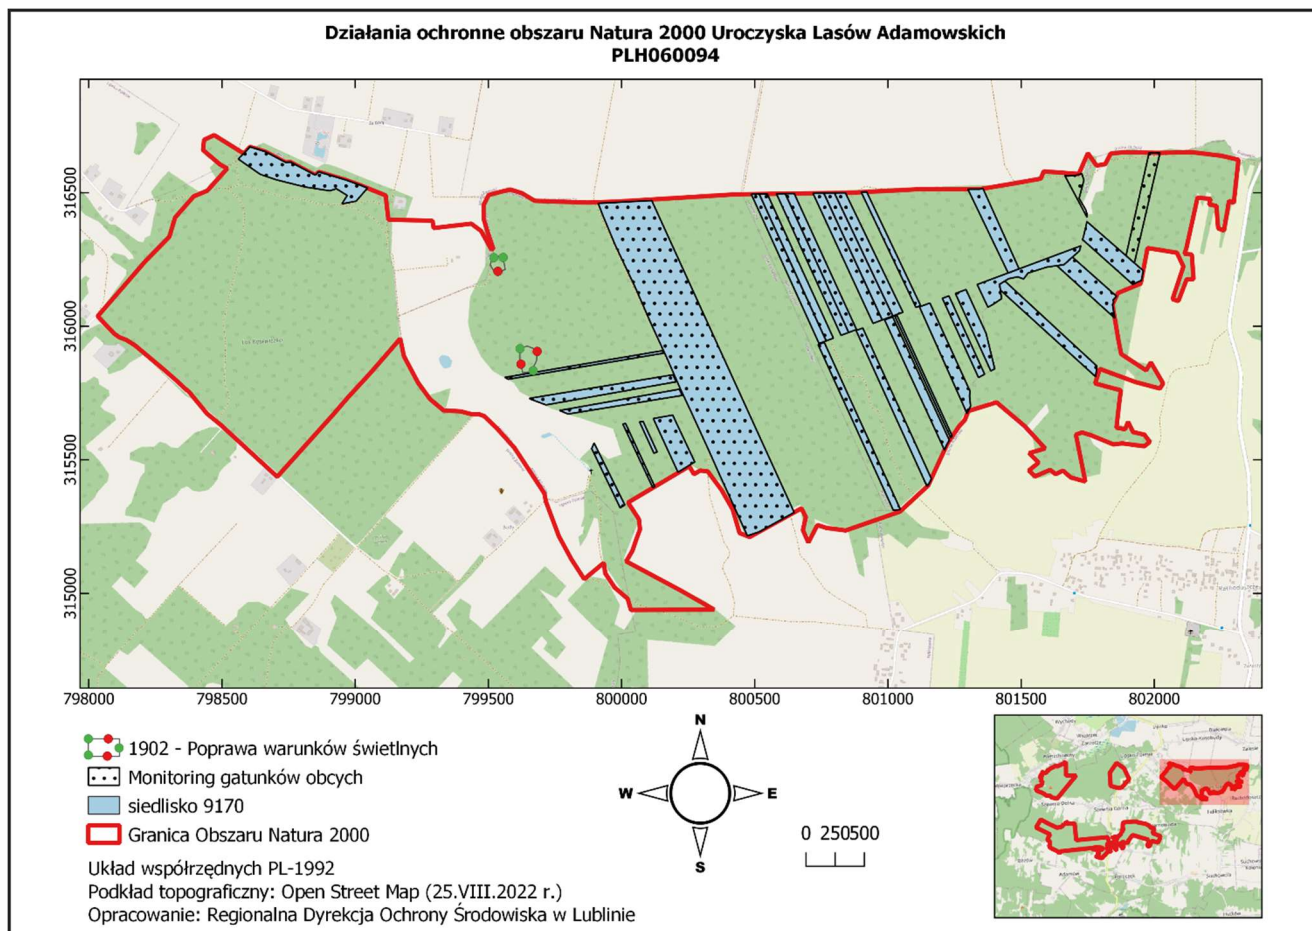 Działania ochronne obszaru Natura 2000 Uroczyska Lasów Adamowskich
PLH060094
316500
316000
315500
315000
798000 798500 799000 799500 800000 800500 801000 801500 802000
1902 - Poprawa warunków świetlnych
Monitoring gatunków obcych
siedlisko 9170
Granica Obszaru Natura 2000
Układ współrzędnych PL-1992
Podkład topograficzny: Open Street Map (25.VIII.2022 r.)
Opracowanie: Regionalna Dyrekcja Ochrony Środowiska w Lublinie
N
W E
S
0 250500